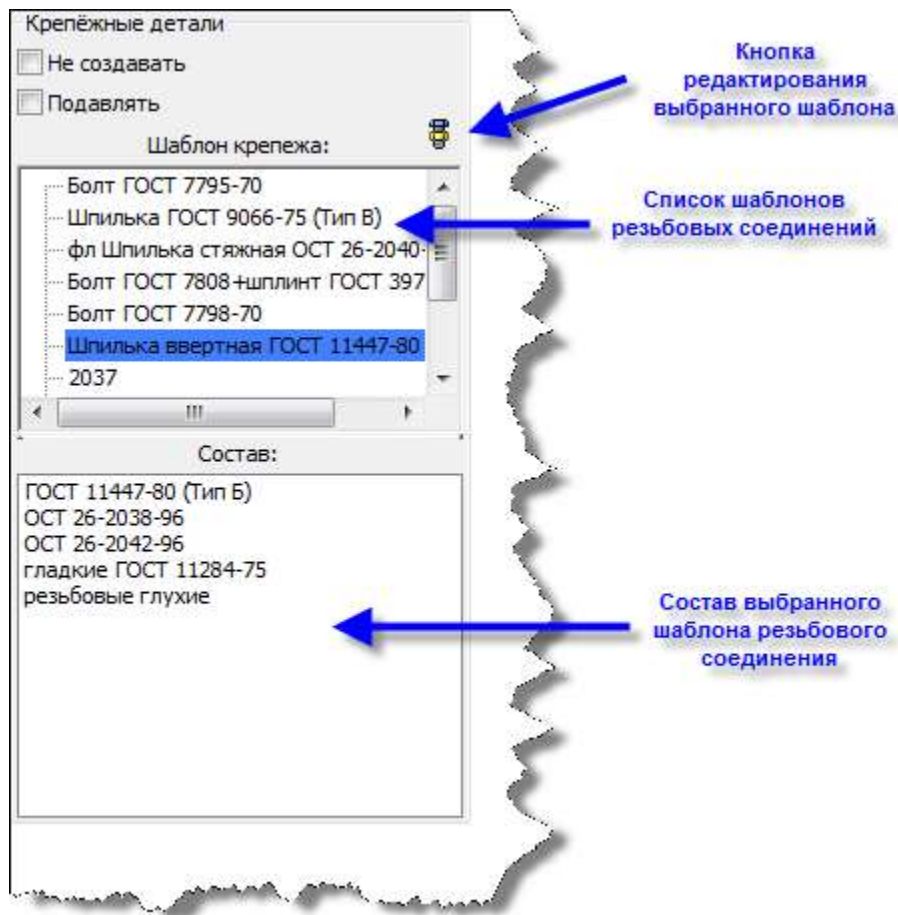 Крепёжные детали
Не создавать
Подавлять
Шаблон крепежа:
Болт ГОСТ 7795-70
Шпилька ГОСТ 9066-75 (Тип В)
фл Шпилька стяжная ОСТ 26-2040-
Болт ГОСТ 7808+шплинт ГОСТ 397
Болт ГОСТ 7798-70
Шпилька ввертная ГОСТ 11447-80
2037
Состав:
ГОСТ 11447-80 (Тип Б)
ОСТ 26-2038-96
ОСТ 26-2042-96
гладкие ГОСТ 11284-75
резьбовые глухие
Кнопка
редактирования
выбранного шаблона
Список шаблонов
резьбовых соединений
Состав выбранного
шаблона резьбового
соединения